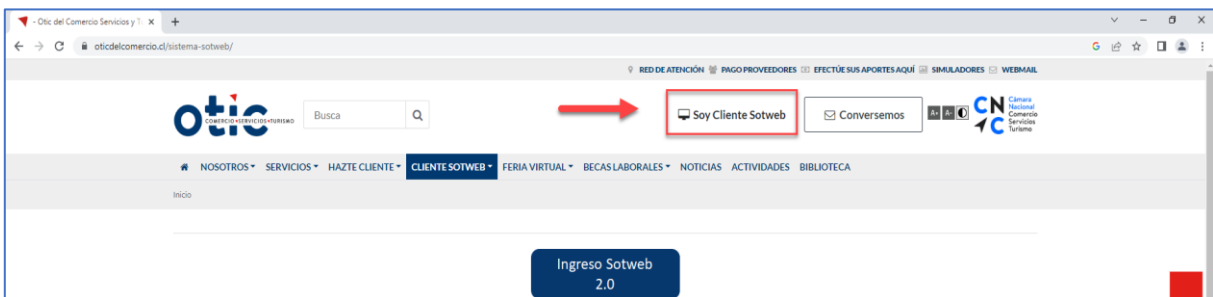 - Otic del Comercio Servicios y T
oticdelcomercio.cl/sistema-sotweb/
RED DE ATENCIÓN PAGO PROVEEDORES EFECTÚE SUS APORTES AQUÍ SIMULADORES WEBMAIL
otic
COMERCIO•SERVICIOS•TURISMO
Busca
Soy Cliente Sotweb
Conversemos
A+ A-
CNC
Cámara
Nacional
Comercio
Servicios
Turismo
NOSOTROS SERVICIOS HAZTE CLIENTE CLIENTE SOTWEB FERIA VIRTUAL BECAS LABORALES NOTICIAS ACTIVIDADES BIBLIOTECA
Inicio
Ingreso Sotweb
2.0